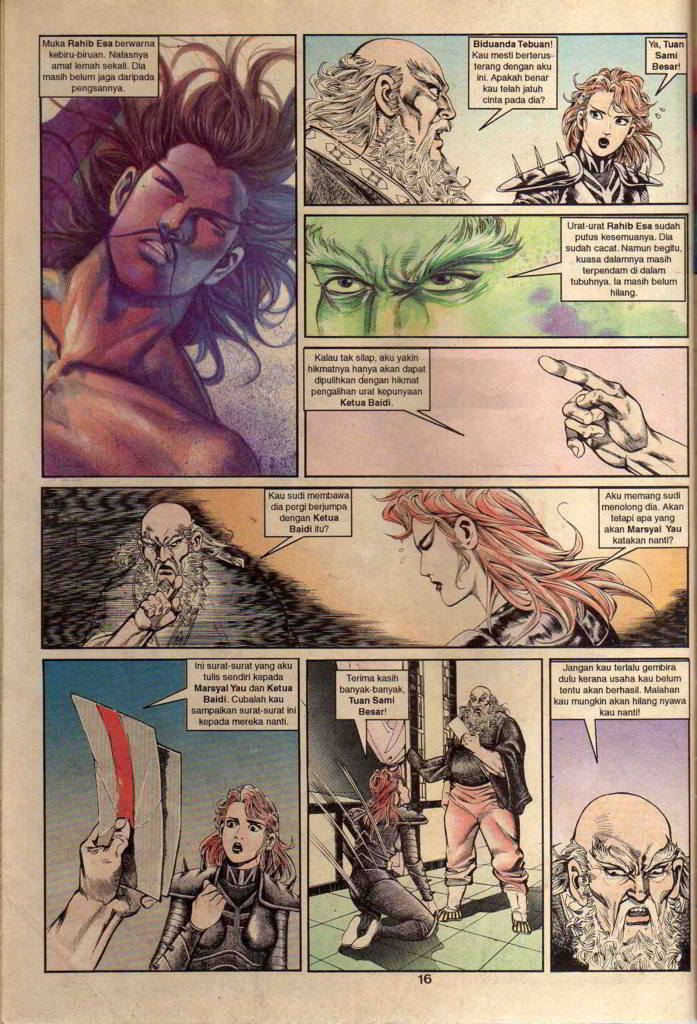 Muka Rahib Esa berwarna
kebiru-biruan. Nafasnya
amat lemah sekali. Dia
masih belum jaga daripada
pengsannya.
Biduanda Tebuan!
Kau mesti berterus-
terang dengan aku
ini. Apakah benar
kau telah jatuh
cinta pada dia?
Ya, Tuan
Sami
Besar!
Urat-urat Rahib Esa sudah
putus kesemuanya. Dia
sudah cacat. Namun begitu,
kuasa dalamnya masih
terpendam di dalam
tubuhnya. Ia masih belum
hilang.
Kalau tak silap, aku yakin
hikmatnya hanya akan dapat
dipulihkan dengan hikmat
pengalihan urat kepunyaan
Ketua Baidi.
Kau sudi membawa
dia pergi berjumpa
dengan Ketua
Baidi itu?
Aku memang sudi
menolong dia. Akan
tetapi apa yang
akan Marsyal Yau
katakan nanti?
Ini surat-surat yang aku
tulis sendiri kepada
Marsyal Yau dan Ketua
Baidi. Cubalah kau
sampaikan surat-surat ini
kepada mereka nanti.
Terima kasih
banyak-banyak,
Tuan Sami
Besar!
Jangan kau terlalu gembira
dulu kerana usaha kau belum
tentu akan berhasil. Malahan
kau mungkin akan hilang nyawa
kau nanti!
16